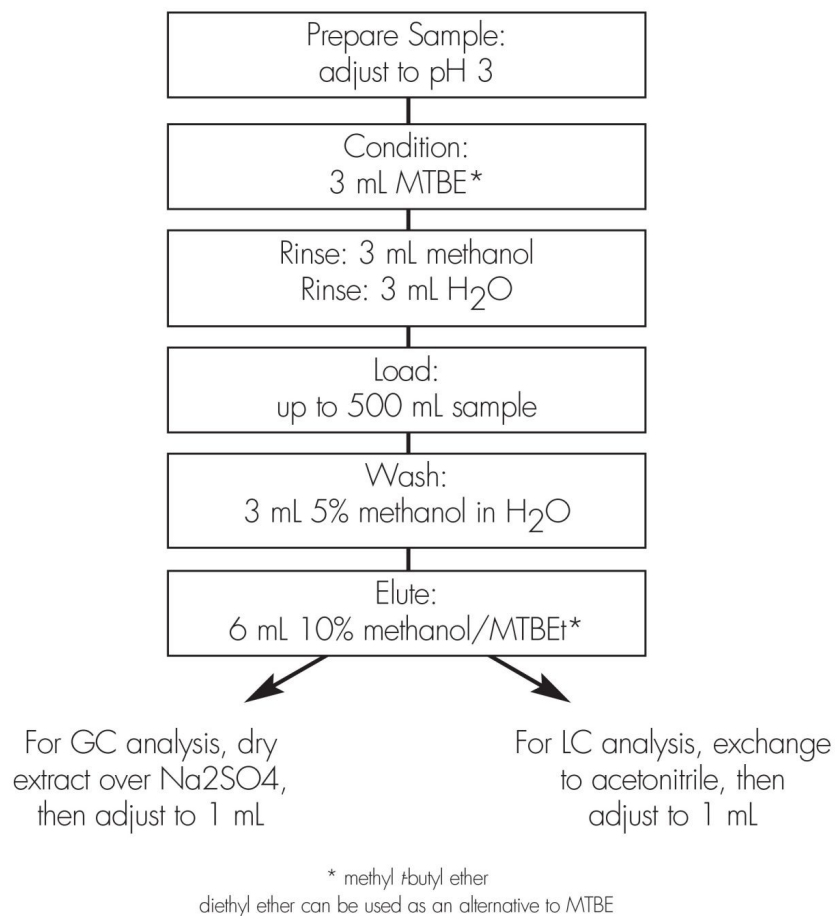 Prepare Sample:
adjust to pH 3
Condition:
3 mL MTBE*
Rinse: 3 mL methanol
Rinse: 3 mL H₂O
Load:
up to 500 mL sample
Wash:
3 mL 5% methanol in H₂O
Elute:
6 mL 10% methanol/MTBEt*
For GC analysis, dry
extract over Na2SO4,
then adjust to 1 mL
For LC analysis, exchange
to acetonitrile, then
adjust to 1 mL
* methyl t-butyl ether
diethyl ether can be used as an alternative to MTBE